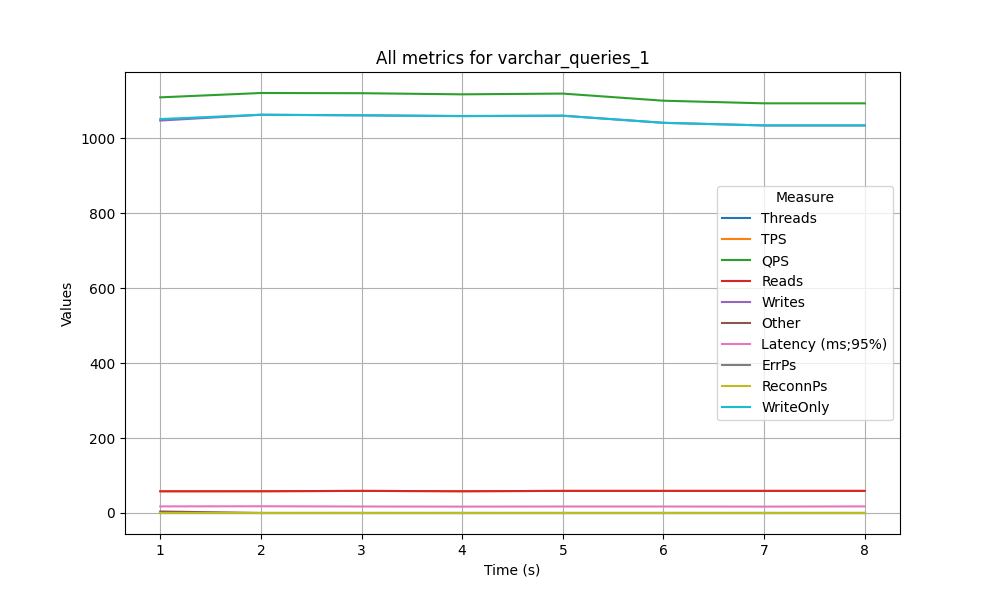 All metrics for varchar_queries_1
Values
1000
800
600
400
200
0
Measure
Threads
TPS
QPS
Reads
Writes
Other
Latency (ms;95%)
ErrPs
ReconnPs
WriteOnly
1 2 3 4 5 6 7 8
Time (s)